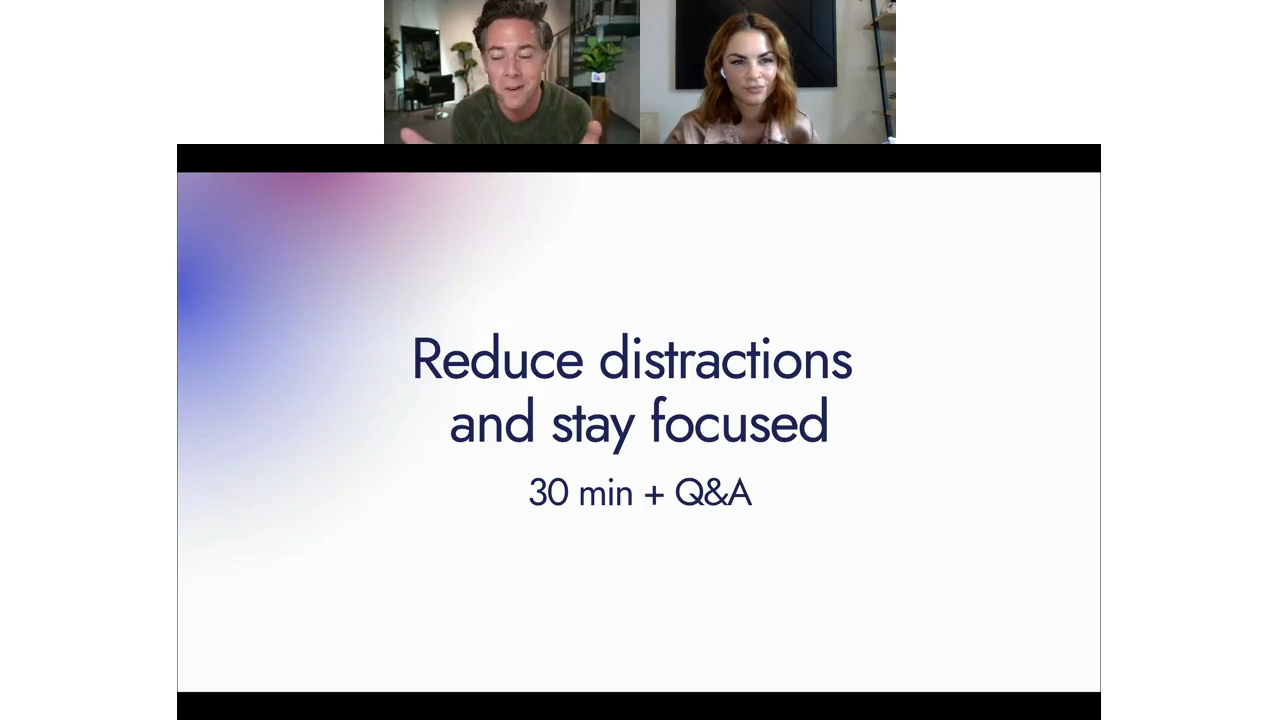 Reduce distractions
and stay focused
30 min + Q&A